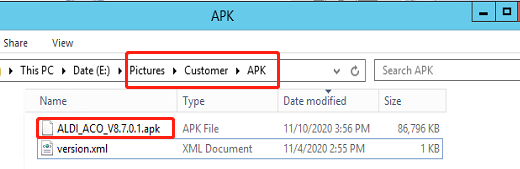 APK
Share View
This PC Date (E:) Pictures Customer APK Search APK
Name Type Date modified Size
ALDI_ACO_V8.7.0.1.apk APK File 11/10/2020 3:56 PM 86,796 KB
version.xml XML Document 11/4/2020 2:55 PM 1 KB